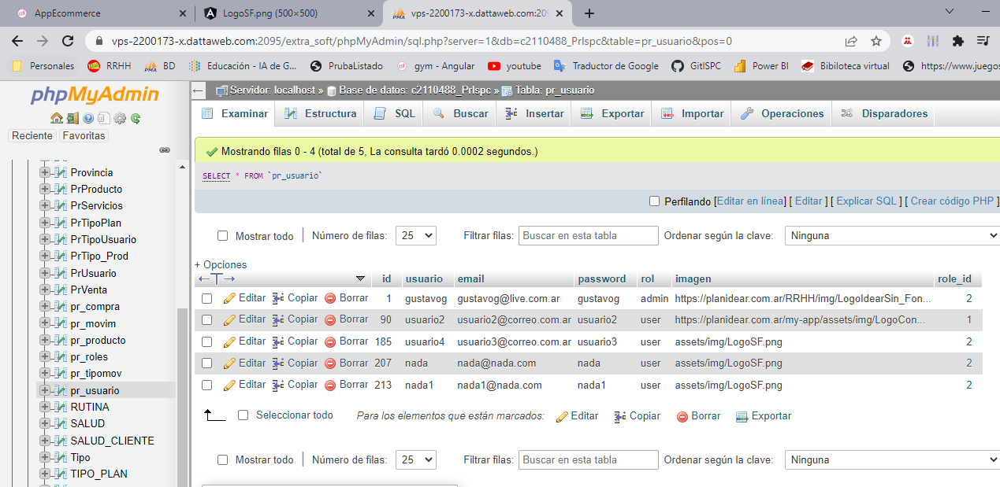 AppEcommerce
LogoSF.png (500×500)
vps-2200173-x.dattaweb.com:209
vps-2200173-x.dattaweb.com:2095/extra_soft/phpMyAdmin/sql.php?server=1&db=c2110488_Prlspc&table=pr_usuario&pos=0
Personales RRHH BD Educación - IA de G... PrubaListado gym - Angular youtube Traductor de Google GitISPC Power BI Bibiloteca virtual https://www.juegos
phpMyAdmin
Reciente Favoritas
Provincia
PrProducto
PrServicios
PrTipoPlan
PrTipoUsuario
PrTipo_Prod
PrUsuario
PrVenta
pr_compra
pr_movim
pr_producto
pr_roles
pr_tipomov
pr_usuario
RUTINA
SALUD
SALUD_CLIENTE
Tipo
TIPO_PLAN
Servidor: localhost » Base de datos: c2110488_Prlspc » Tabla: pr_usuario
Examinar Estructura SQL Buscar Insertar Exportar Importar Operaciones Disparadores
Mostrando filas 0 - 4 (total de 5, La consulta tardó 0.0002 segundos.)
SELECT * FROM `pr_usuario`
Perfilando [Editar en línea] [ Editar ] [ Explicar SQL ] [ Crear código PHP ]
Mostrar todo | Número de filas: 25 Filtrar filas: Buscar en esta tabla Ordenar según la clave: Ninguna
+ Opciones
←T→ id usuario email password rol imagen role_id
Editar Copiar Borrar 1 gustavog gustavog@live.com.ar gustavog admin https://planidear.com.ar/RRHH/img/LogoIdearSin_Fon... 2
Editar Copiar Borrar 90 usuario2 usuario2@correo.com.ar usuario2 user https://planidear.com.ar/my-app/assets/img/LogoCon... 1
Editar Copiar Borrar 185 usuario4 usuario3@correo.com.ar usuario3 user assets/img/LogoSF.png 2
Editar Copiar Borrar 207 nada nada@nada.com nada user assets/img/LogoSF.png 2
Editar Copiar Borrar 213 nada1 nada1@nada.com nada1 user assets/img/LogoSF.png 2
Seleccionar todo Para los elementos que están marcados: Editar Copiar Borrar Exportar
Mostrar todo | Número de filas: 25 Filtrar filas: Buscar en esta tabla Ordenar según la clave: Ninguna